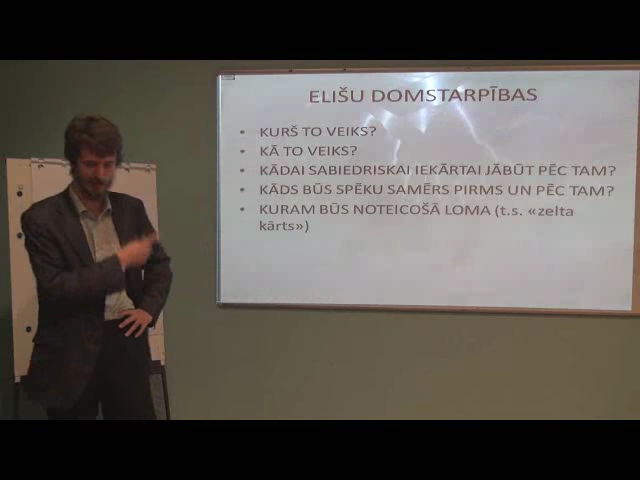 ELIŠU DOMSTARPĪBAS
• KURŠ TO VEIKS?
• KĀ TO VEIKS?
• KĀDAI SABIEDRISKAI IEKĀRTAI JĀBŪT PĒC TAM?
• KĀDS BŪS SPĒKU SAMĒRS PIRMS UN PĒC TAM?
• KURAM BŪS NOTEICOŠĀ LOMA (t.s. «zelta
kārts»)